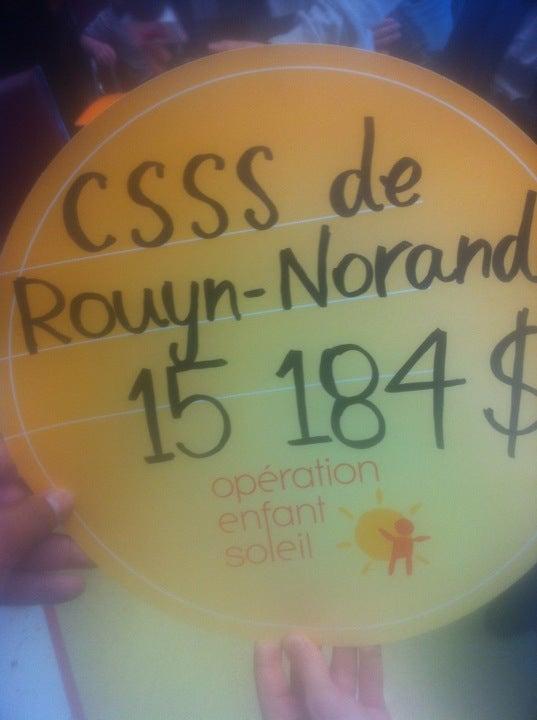 CSSS de
Rouyn-Norand
15 184 $
opération
enfant
soleil